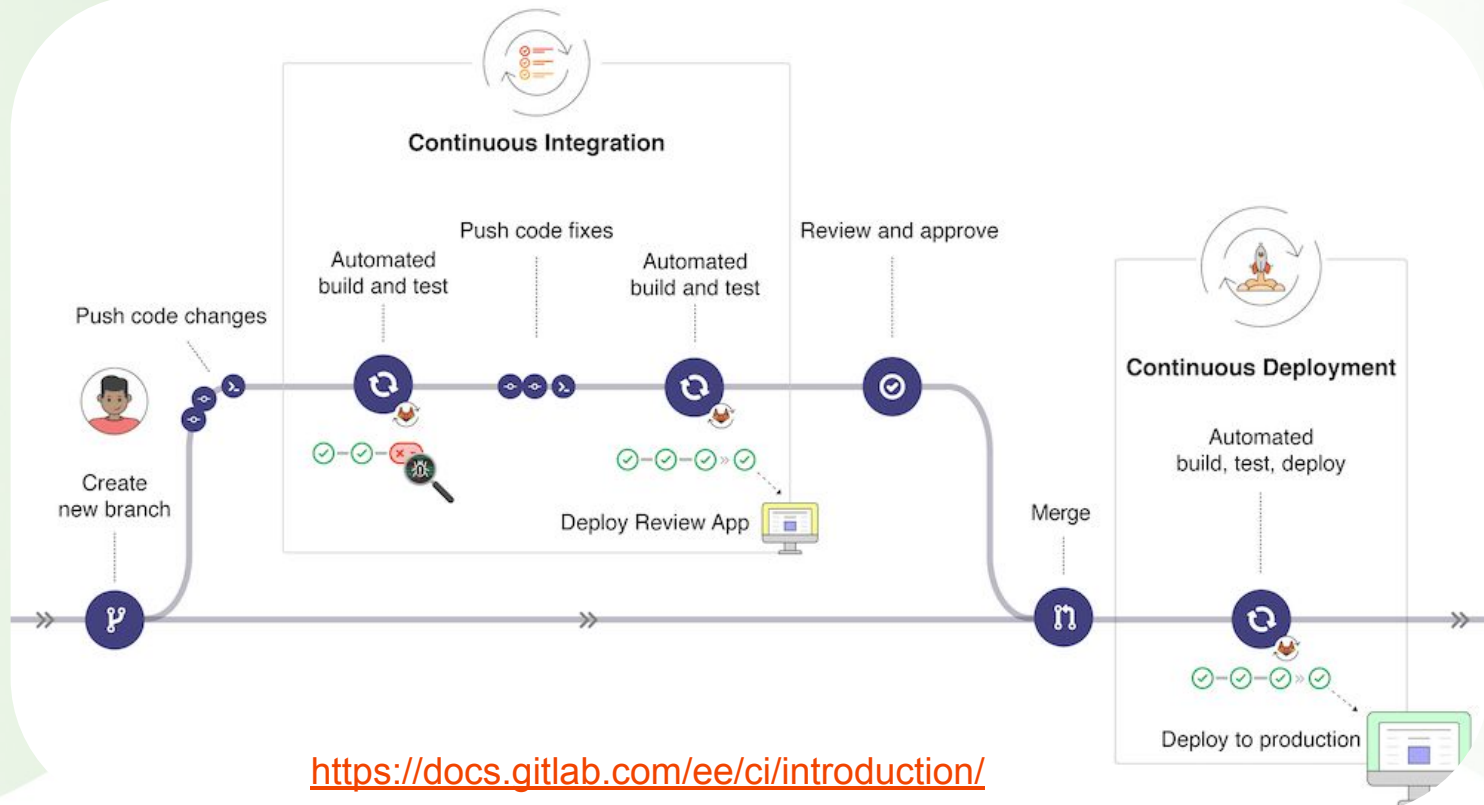 Continuous Integration
Push code fixes
Review and approve
Automated
build and test
Automated
build and test
Push code changes
Continuous Deployment
Automated
build, test, deploy
Create
new branch
Deploy Review App
Merge
Deploy to production
https://docs.gitlab.com/ee/ci/introduction/